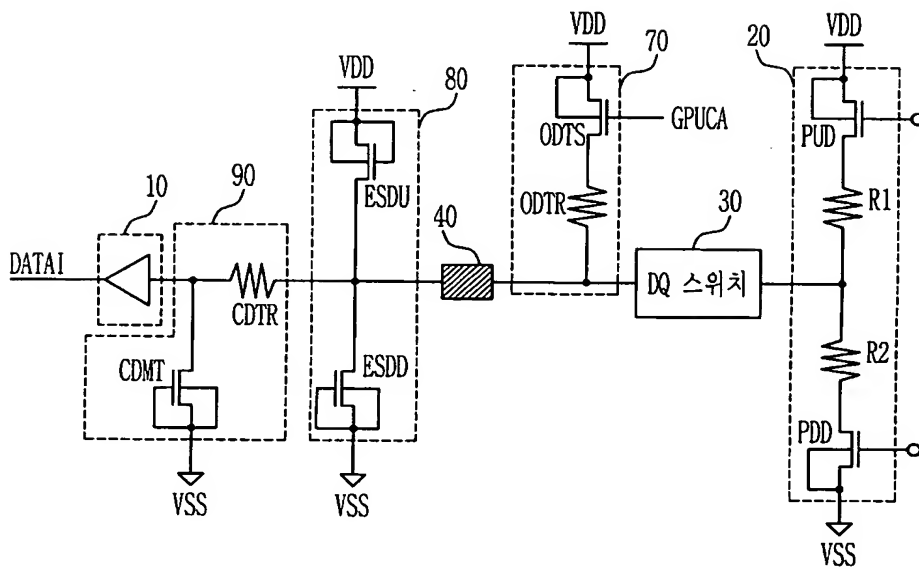 VDD
VDD
VDD
20
70
80
ODTS
GPUCA
PUD
90
10
ESDU
ODTR
R1
40
30
DATAI
CDTR
DQ 스위치
CDMT
ESDD
R2
PDD
VSS
VSS
VSS